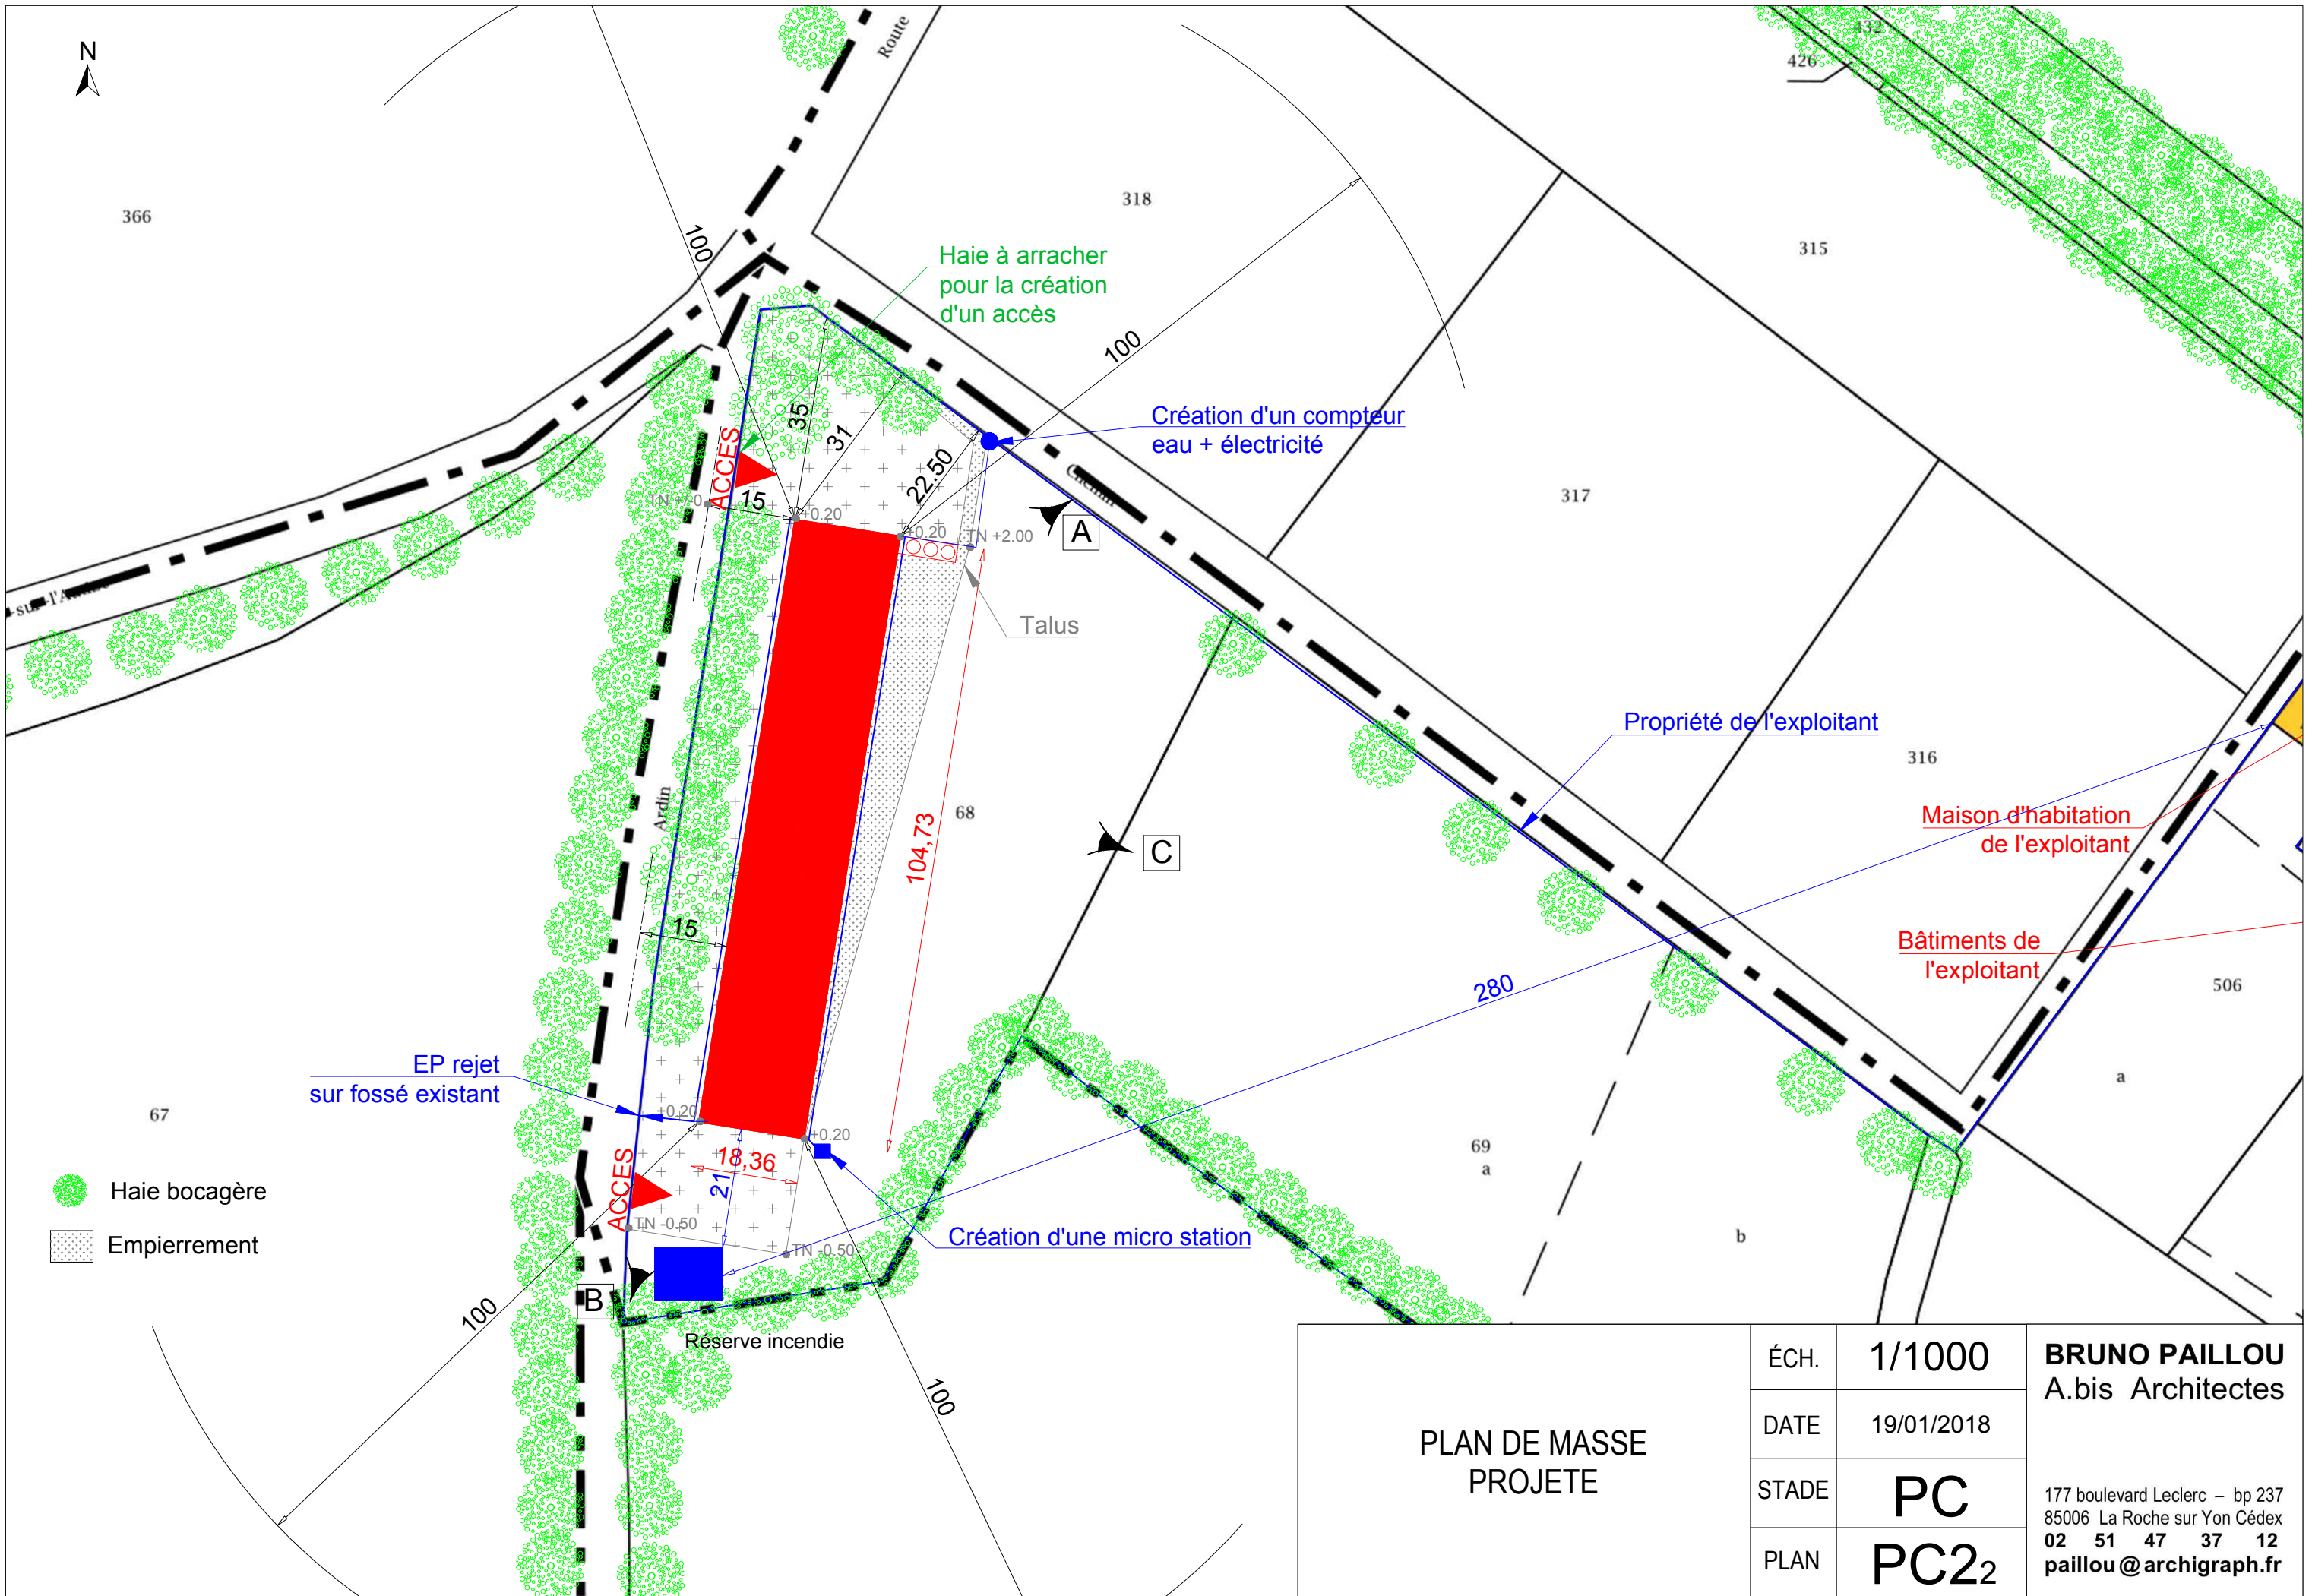 N
Route
432
426
366
318
315
100
Haie à arracher
pour la création
d'un accès
100
35
31
Création d'un compteur
eau + électricité
ACCES
22.50
Chemin
317
15
+0.20
+0.20
TN +2.00
A
sur-l'
Talus
Propriété de l'exploitant
316
Ardin
68
104,73
Maison d'habitation
de l'exploitant
C
15
Bâtiments de
l'exploitant
280
506
EP rejet
sur fossé existant
a
67
+0.20
+0.20
69
a
18,36
21
ACCES
Haie bocagère
TN -0.50
Création d'une micro station
b
Empierrement
TN -0.50
B
100
Réserve incendie
100
PLAN DE MASSE
PROJETE
ÉCH.
1/1000
DATE
19/01/2018
STADE
PC
PLAN
PC22
BRUNO PAILLOU
A.bis Architectes
177 boulevard Leclerc – bp 237
85006 La Roche sur Yon Cédex
02 51 47 37 12
paillou@archigraph.fr